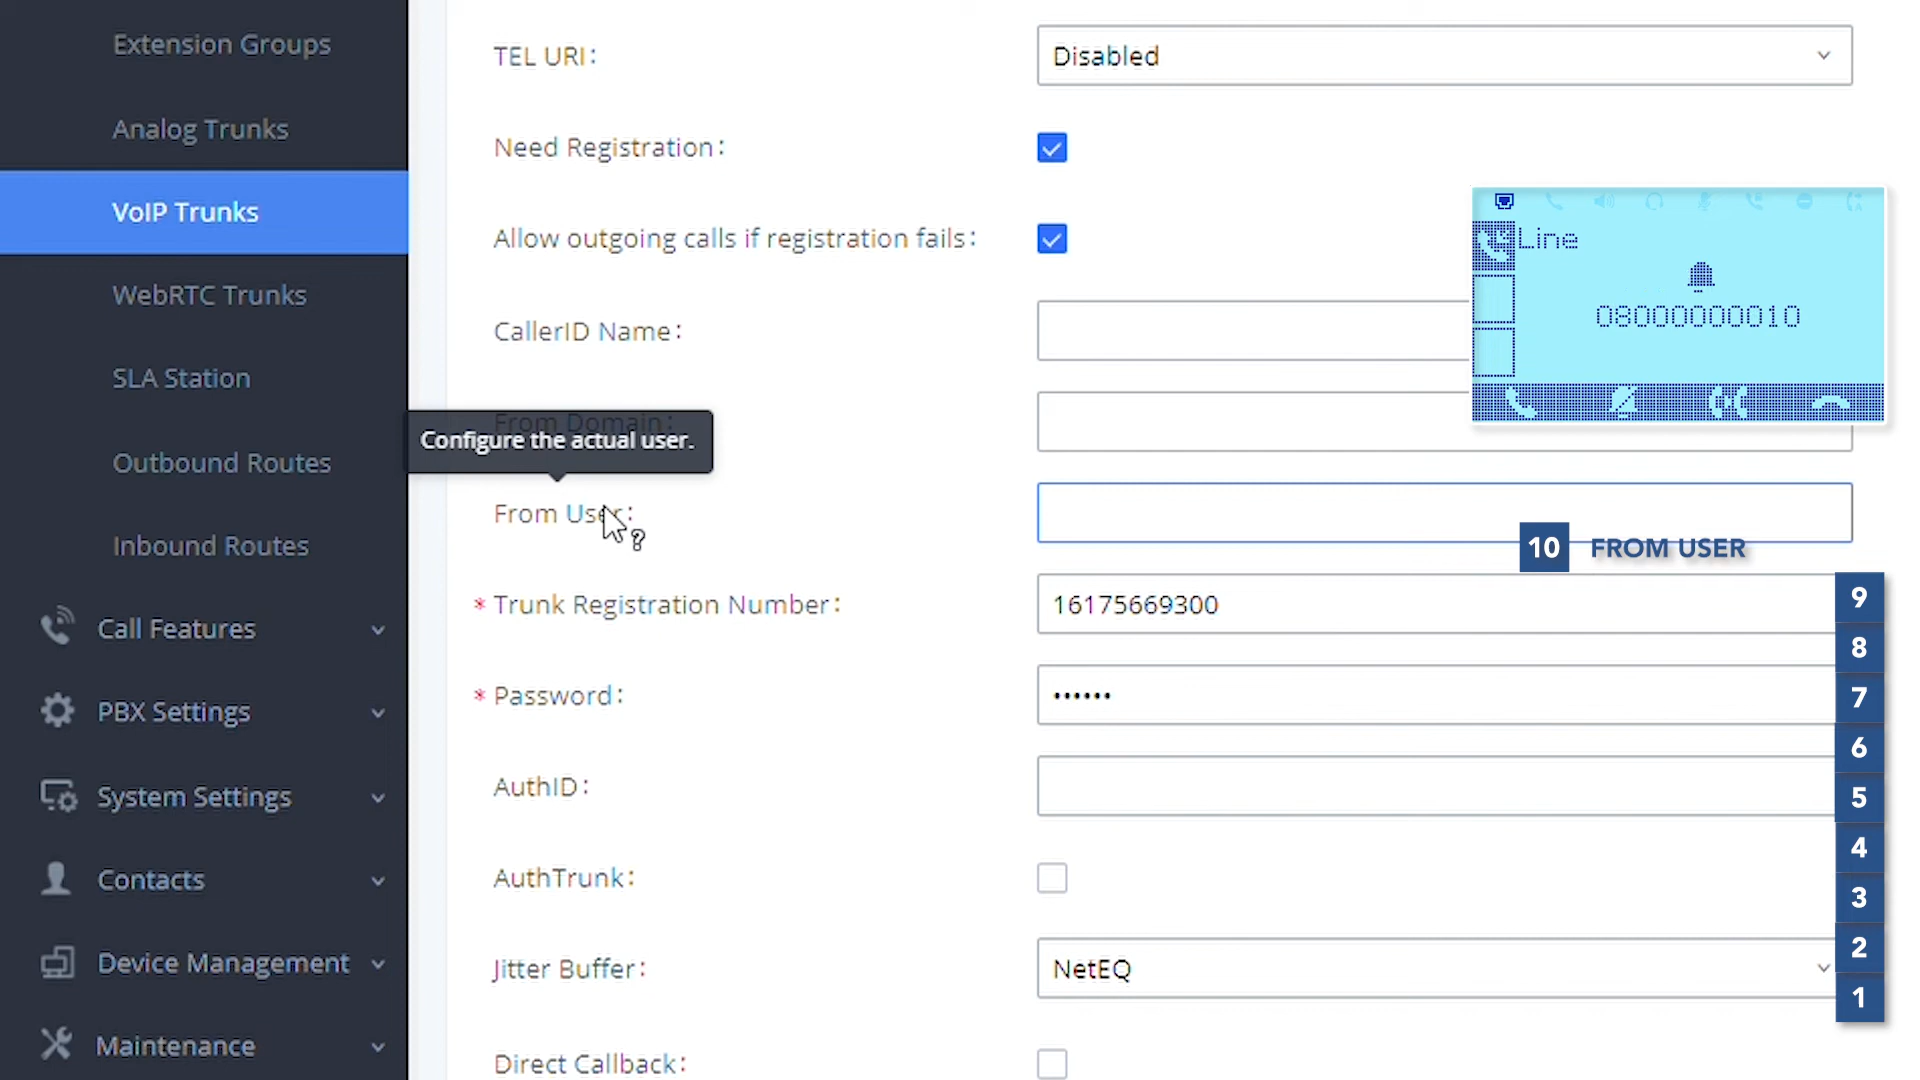 Extension Groups
Analog Trunks
VoIP Trunks
WebRTC Trunks
SLA Station
Outbound Routes
Inbound Routes
Call Features
PBX Settings
System Settings
Contacts
Device Management
Maintenance
TEL URI:
Disabled
Need Registration:
Allow outgoing calls if registration fails:
CallerID Name:
From Domain:
Configure the actual user.
From User:
* Trunk Registration Number:
16175669300
* Password:
••••••
AuthID:
AuthTrunk:
Jitter Buffer:
NetEQ
Direct Callback:
Line
08000000010
10 FROM USER
9
8
7
6
5
4
3
2
1